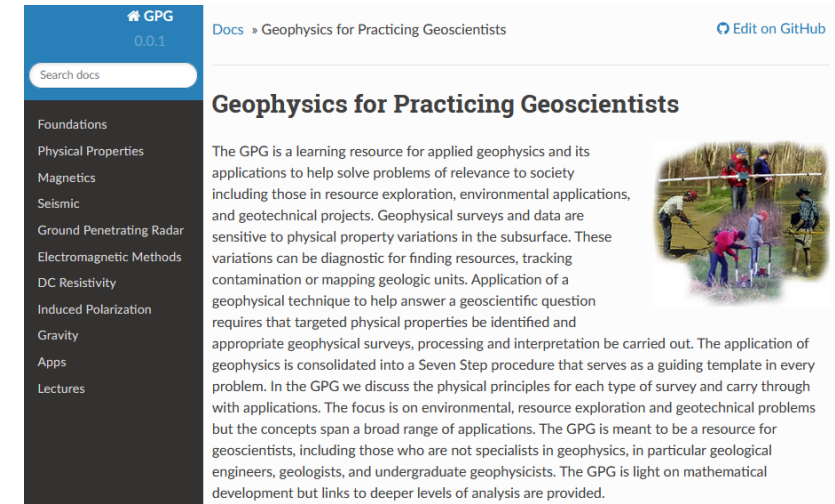 GPG
0.0.1
Search docs
Foundations
Physical Properties
Magnetics
Seismic
Ground Penetrating Radar
Electromagnetic Methods
DC Resistivity
Induced Polarization
Gravity
Apps
Lectures
Docs » Geophysics for Practicing Geoscientists
Edit on GitHub
Geophysics for Practicing Geoscientists
The GPG is a learning resource for applied geophysics and its
applications to help solve problems of relevance to society
including those in resource exploration, environmental applications,
and geotechnical projects. Geophysical surveys and data are
sensitive to physical property variations in the subsurface. These
variations can be diagnostic for finding resources, tracking
contamination or mapping geologic units. Application of a
geophysical technique to help answer a geoscientific question
requires that targeted physical properties be identified and
appropriate geophysical surveys, processing and interpretation be carried out. The application of
geophysics is consolidated into a Seven Step procedure that serves as a guiding template in every
problem. In the GPG we discuss the physical principles for each type of survey and carry through
with applications. The focus is on environmental, resource exploration and geotechnical problems
but the concepts span a broad range of applications. The GPG is meant to be a resource for
geoscientists, including those who are not specialists in geophysics, in particular geological
engineers, geologists, and undergraduate geophysicists. The GPG is light on mathematical
development but links to deeper levels of analysis are provided.